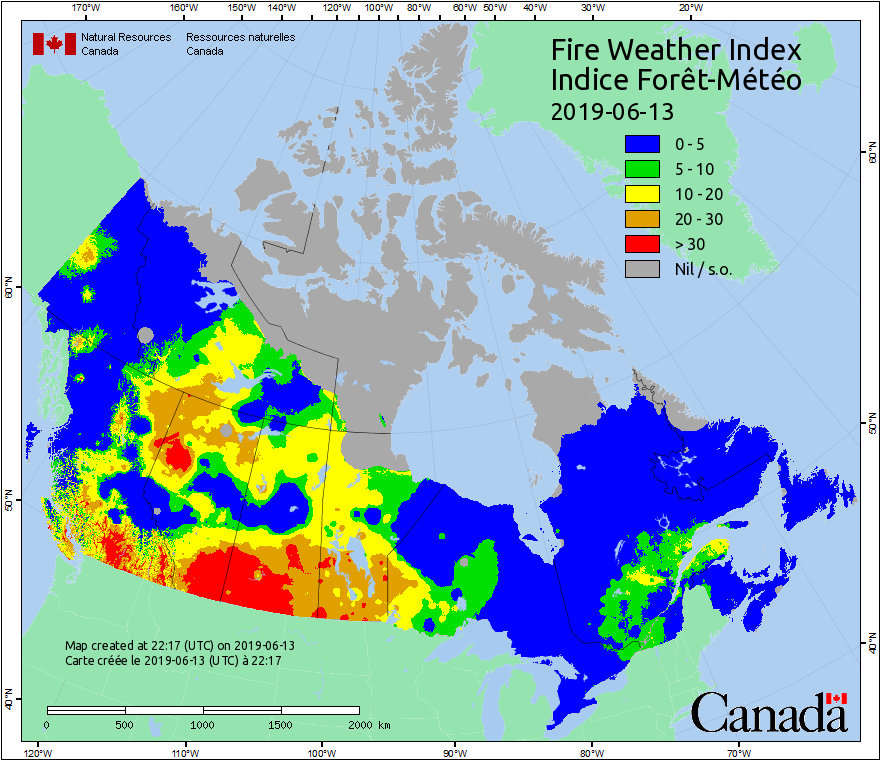 170°W 160°W 150°W 140°W 130°W 120°W 110°W 100°W 90°W 80°W 70°W 60°W 50°W 40°W 30°W 20°W
Natural Resources Ressources naturelles
Canada Canada
Fire Weather Index
Indice Forêt-Météo
2019-06-13
0 - 5
5 - 10
10 - 20
20 - 30
> 30
Nil / s.o.
60°N
60°N
50°N
50°N
40°N
40°N
Map created at 22:17 (UTC) on 2019-06-13
Carte créée le 2019-06-13 (UTC) à 22:17
0 500 1000 1500 2000 km
Canada
120°W 110°W 100°W 90°W 80°W 70°W